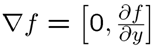 ∇f = [0, ∂f/∂y]